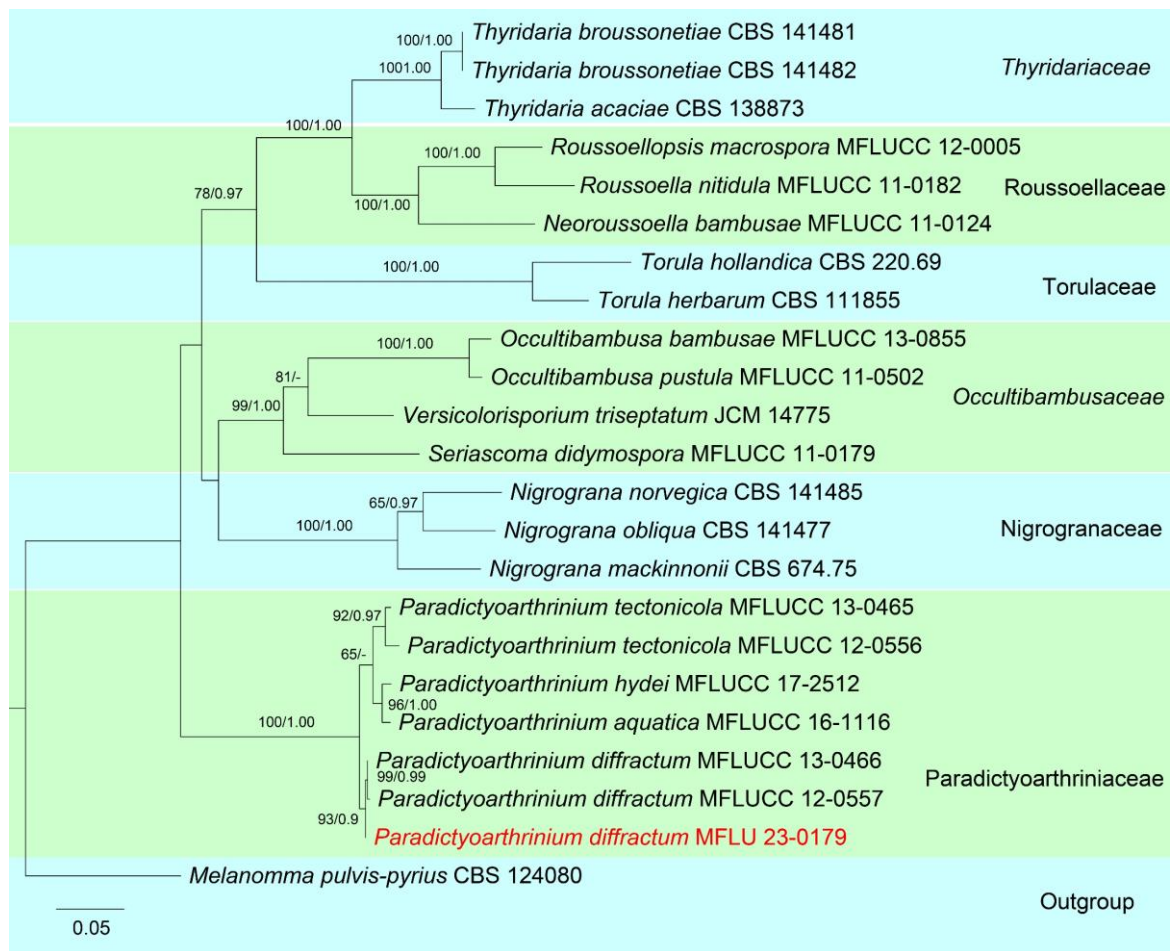 Thyridaria broussonetiae CBS 141481
100/1.00
Thyridaria broussonetiae CBS 141482
1001.00
Thyridariaceae
Thyridaria acaciae CBS 138873
100/1.00
Roussoellopsis macrospora MFLUCC 12-0005
100/1.00
Roussoella nitidula MFLUCC 11-0182
Roussoellaceae
78/0.97
100/1.00
Neoroussoella bambusae MFLUCC 11-0124
Torula hollandica CBS 220.69
100/1.00
Torulaceae
Torula herbarum CBS 111855
Occultibambusa bambusae MFLUCC 13-0855
100/1.00
Occultibambusa pustula MFLUCC 11-0502
81/-
Occultibambusaceae
99/1.00
Versicolorisporium triseptatum JCM 14775
Seriascoma didymospora MFLUCC 11-0179
Nigrograna norvegica CBS 141485
65/0.97
Nigrograna obliqua CBS 141477
Nigrogranaceae
100/1.00
Nigrograna mackinnonii CBS 674.75
Paradictyoarthrinium tectonicola MFLUCC 13-0465
92/0.97
Paradictyoarthrinium tectonicola MFLUCC 12-0556
65/-
Paradictyoarthrinium hydei MFLUCC 17-2512
96/1.00
100/1.00
Paradictyoarthrinium aquatica MFLUCC 16-1116
Paradictyoarthrinium diffractum MFLUCC 13-0466
99/0.99
Paradictyoarthriniaceae
Paradictyoarthrinium diffractum MFLUCC 12-0557
93/0.9
Paradictyoarthrinium diffractum MFLU 23-0179
Melanomma pulvis-pyrius CBS 124080
Outgroup
0.05